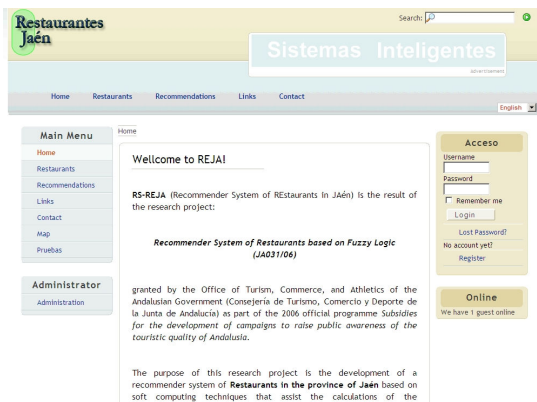 Restaurantes
Jaén
Search:
Sistemas Inteligentes
advertisement
Home Restaurants Recommendations Links Contact
English
Main Menu
Home
Restaurants
Recommendations
Links
Contact
Map
Pruebas
Administrator
Administration
Home
Wellcome to REJA!
RS-REJA (Recommender System of REstaurants in JAén) is the result of
the research project:
Recommender System of Restaurants based on Fuzzy Logic
(JA031/06)
granted by the Office of Turism, Commerce, and Athletics of the
Andalusian Government (Consejería de Turismo, Comercio y Deporte de
la Junta de Andalucía) as part of the 2006 official programme Subsidies
for the development of campaigns to raise public awareness of the
touristic quality of Andalusia.
The purpose of this research project is the development of a
recommender system of Restaurants in the province of Jaén based on
soft computing techniques that assist the calculations of the
Acceso
Username
Password
Remember me
Login
Lost Password?
No account yet?
Register
Online
We have 1 guest online